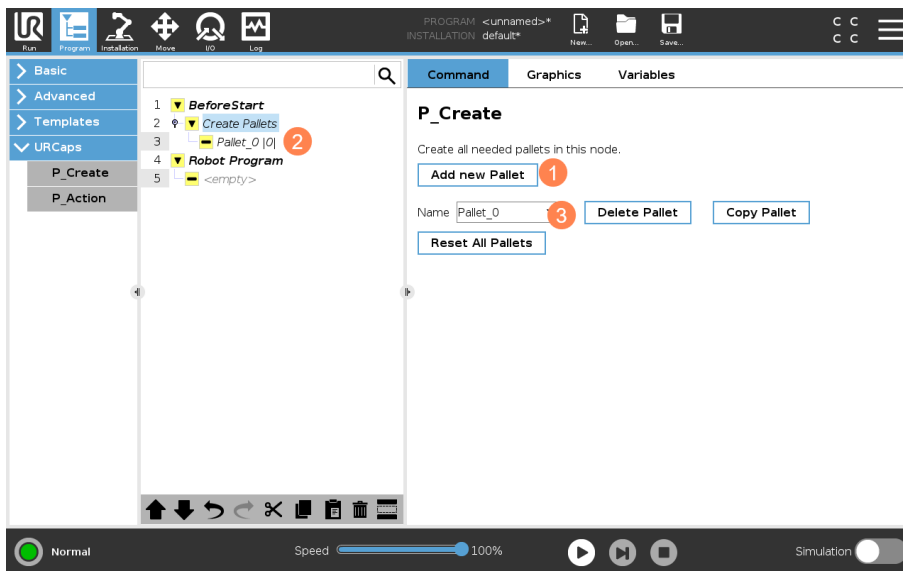 PROGRAM <unnamed>*
INSTALLATION default*
UR
Run Program Installation Move I/O Log New... Open... Save...
C C
C C
Basic
Advanced
Templates
URCaps
P_Create
P_Action
1 BeforeStart
2 Create Pallets
3 Pallet_0 |0| 2
4 Robot Program
5 <empty>
Command Graphics Variables
P_Create
Create all needed pallets in this node.
Add new Pallet 1
Name Pallet_0 3 Delete Pallet Copy Pallet
Reset All Pallets
Normal Speed 100% Simulation